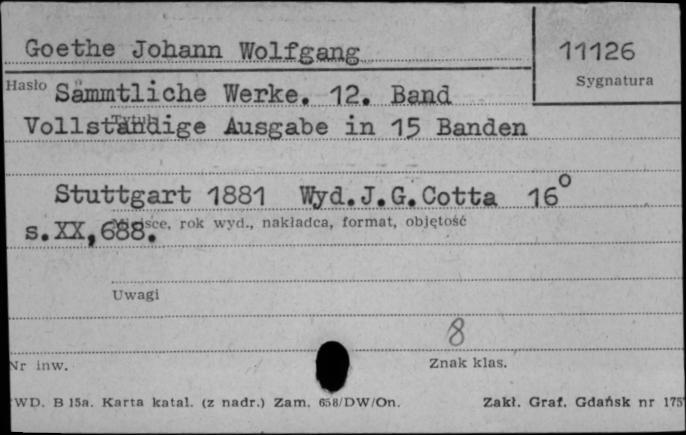 Goethe Johann Wolfgang
11126
Hasło
Sygnatura
Sämmtliche Werke. 12. Band
Tytuł
Vollständige Ausgabe in 15 Banden
Stuttgart 1881 Wyd.J.G.Cotta 16°
Miejsce, rok wyd., nakładca, format, objętość
s.XX,688.
Uwagi
8
Nr inw.
Znak klas.
WD. B 15a. Karta katal. (z nadr.) Zam. 658/DW/On.
Zakł. Graf. Gdańsk nr 175